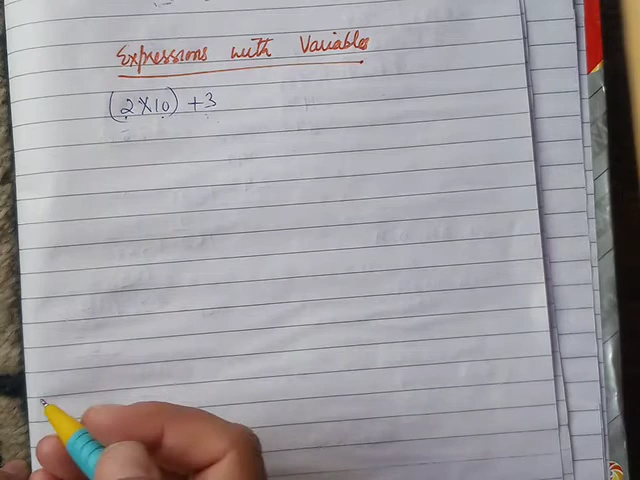 Expressions with Variables
(2×10) +3